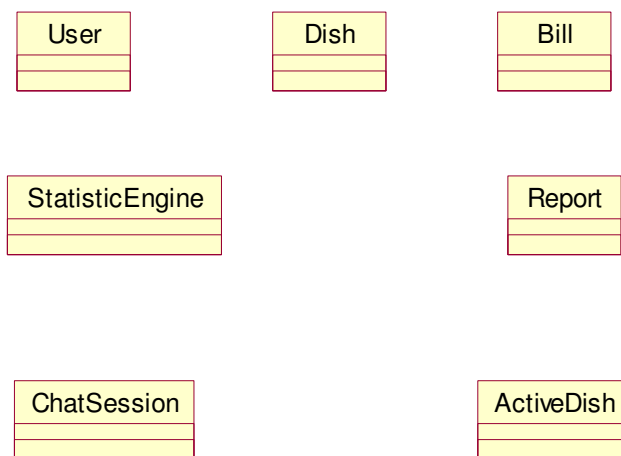 User
Dish
Bill
StatisticEngine
Report
ChatSession
ActiveDish